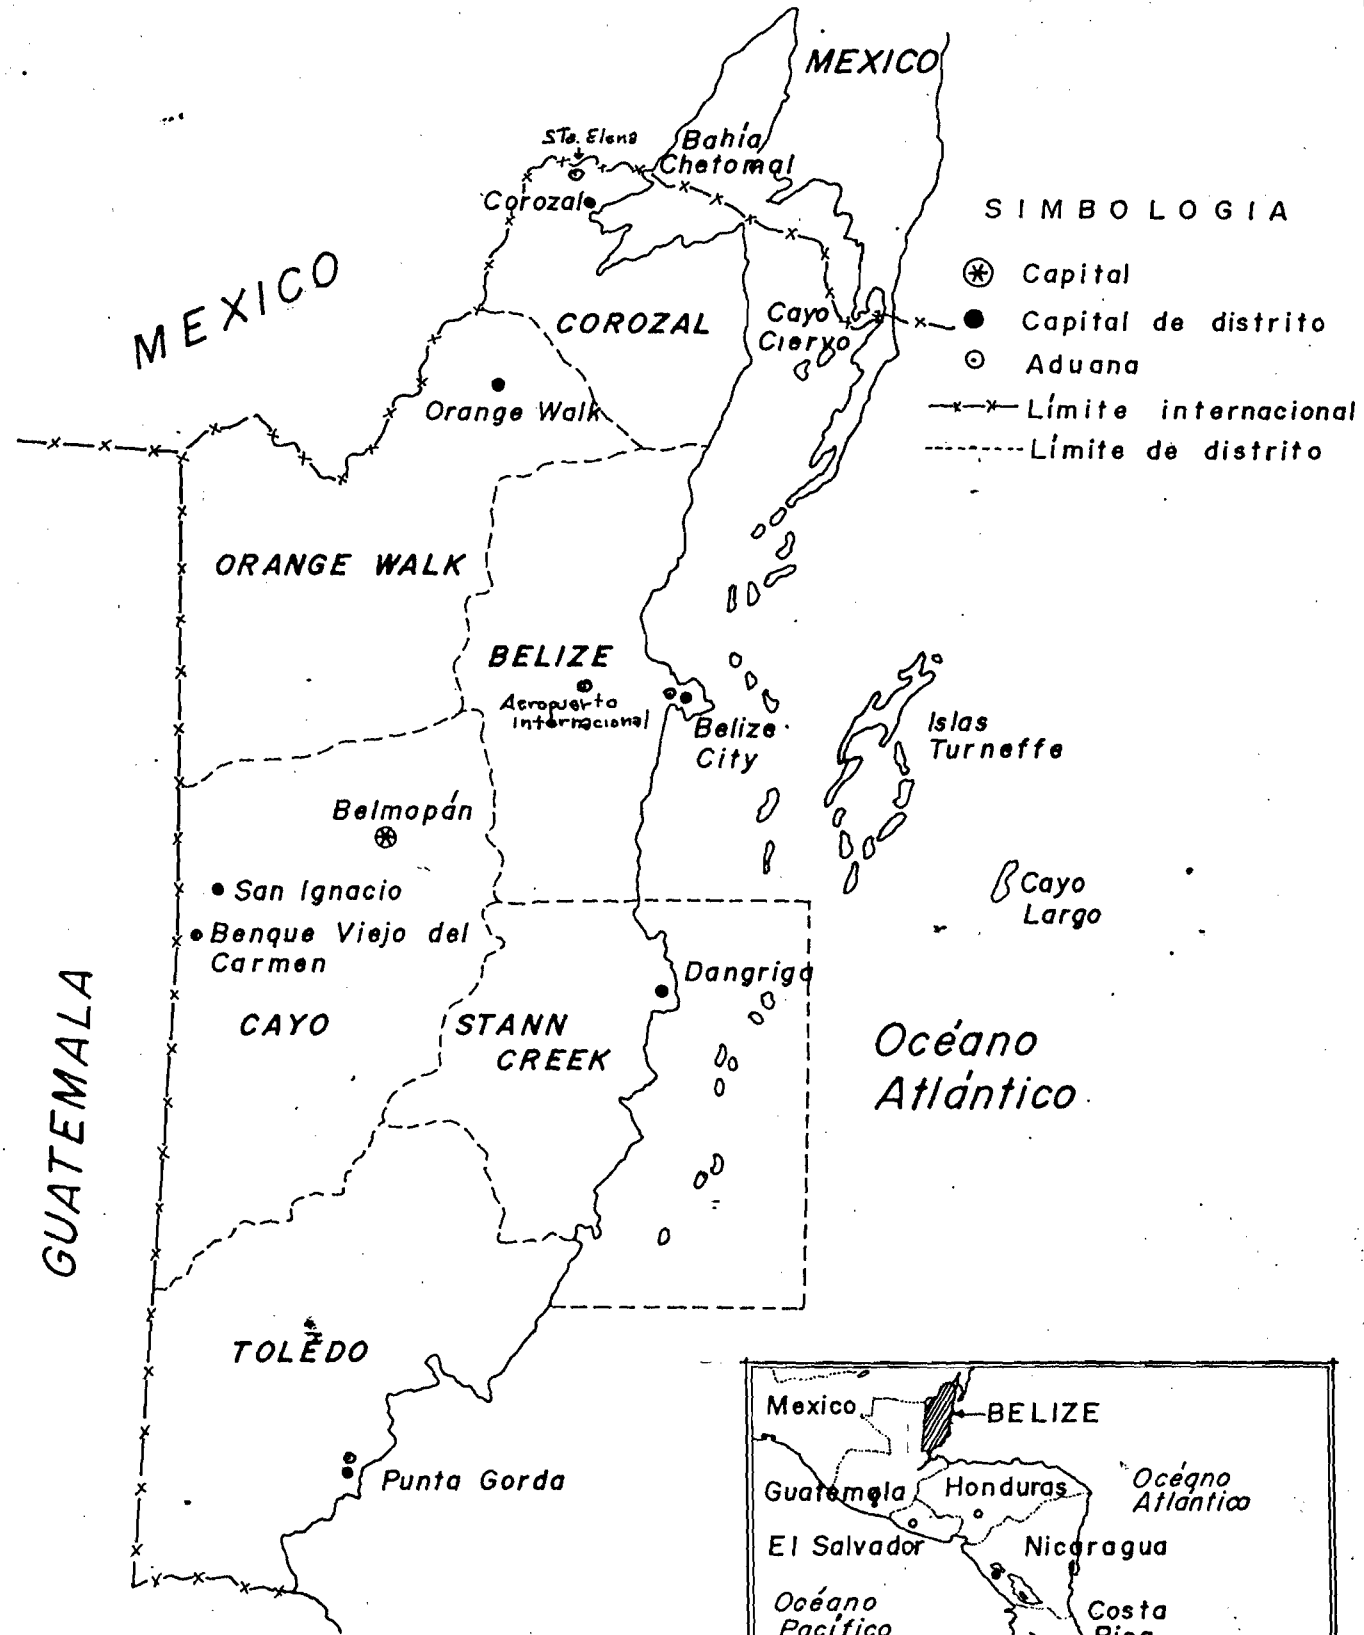 MEXICO
Sta. Elena
Bahía
Chetomal
Corozal
MEXICO
COROZAL
Cayo
Ciervo
Orange Walk
SIMBOLOGIA
Capital
Capital de distrito
Aduana
Límite internacional
Límite de distrito
ORANGE WALK
BELIZE
Aeropuerto
Internacional
Belize
City
Islas
Turneffe
Belmopán
San Ignacio
Benque Viejo del
Carmen
Cayo
Largo
Dangriga
CAYO
STANN
CREEK
Océano
Atlántico
GUATEMALA
TOLEDO
Punta Gorda
Mexico
BELIZE
Guatemala
Honduras
Océano
Atlántico
El Salvador
Nicaragua
Océano
Pacífico
Costa
Rica